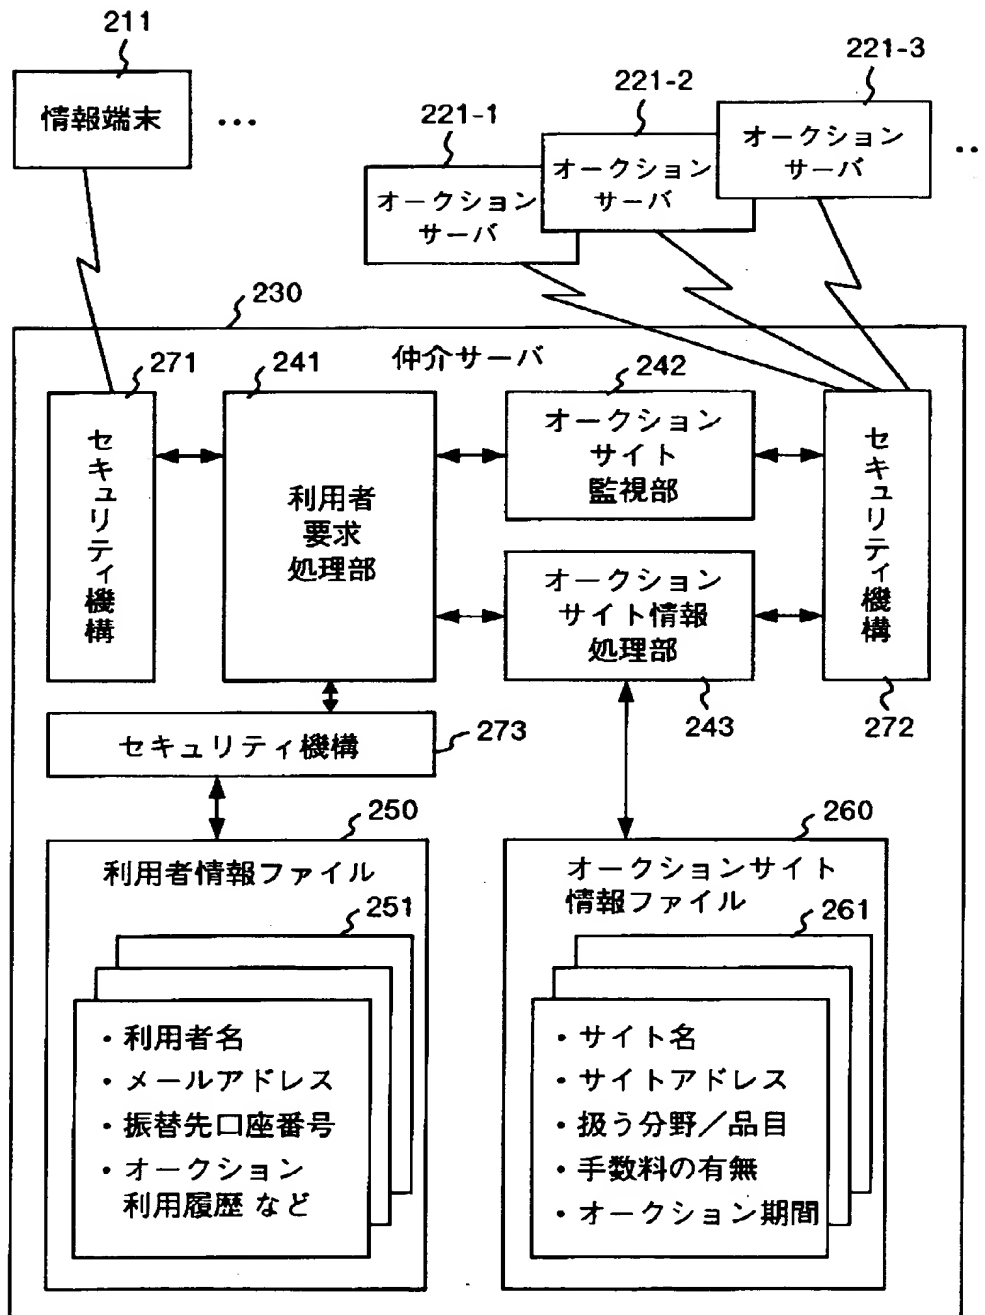 211
情報端末
…
221-1
オークション
サーバ
221-2
オークション
サーバ
221-3
オークション
サーバ
‥
230
仲介サーバ
271
セキュリティ機構
241
利用者
要求
処理部
242
オークション
サイト
監視部
オークション
サイト情報
処理部
243
セキュリティ機構
272
セキュリティ機構
273
250
利用者情報ファイル
251
・利用者名
・メールアドレス
・振替先口座番号
・オークション
利用履歴 など
260
オークションサイト
情報ファイル
261
・サイト名
・サイトアドレス
・扱う分野／品目
・手数料の有無
・オークション期間